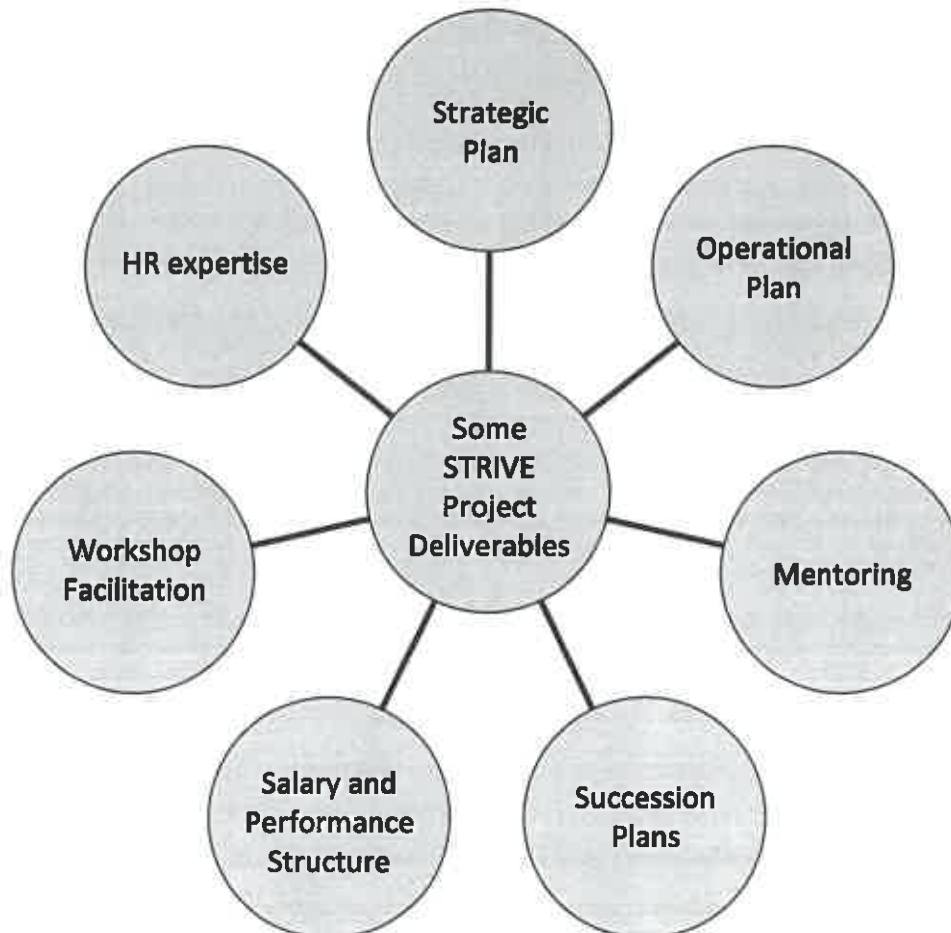 Strategic
Plan
Operational
Plan
Mentoring
Succession
Plans
Salary and
Performance
Structure
Workshop
Facilitation
HR expertise
Some
STRIVE
Project
Deliverables